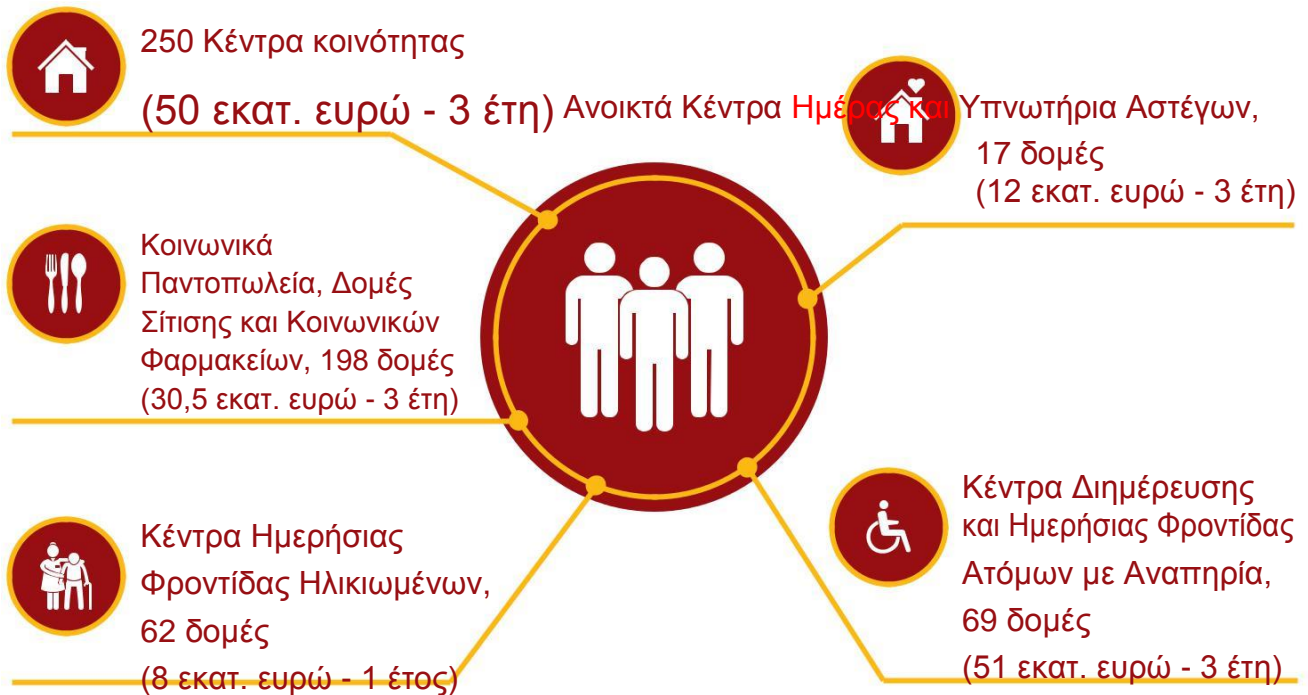 250 Κέντρα κοινότητας
(50 εκατ. ευρώ - 3 έτη)
Ανοικτά Κέντρα Ημέρας και Υπνωτήρια Αστέγων,
17 δομές
(12 εκατ. ευρώ - 3 έτη)
Κοινωνικά
Παντοπωλεία, Δομές
Σίτισης και Κοινωνικών
Φαρμακείων, 198 δομές
(30,5 εκατ. ευρώ - 3 έτη)
Κέντρα Ημερήσιας
Φροντίδας Ηλικιωμένων,
62 δομές
(8 εκατ. ευρώ - 1 έτος)
Κέντρα Διημέρευσης
και Ημερήσιας Φροντίδας
Ατόμων με Αναπηρία,
69 δομές
(51 εκατ. ευρώ - 3 έτη)